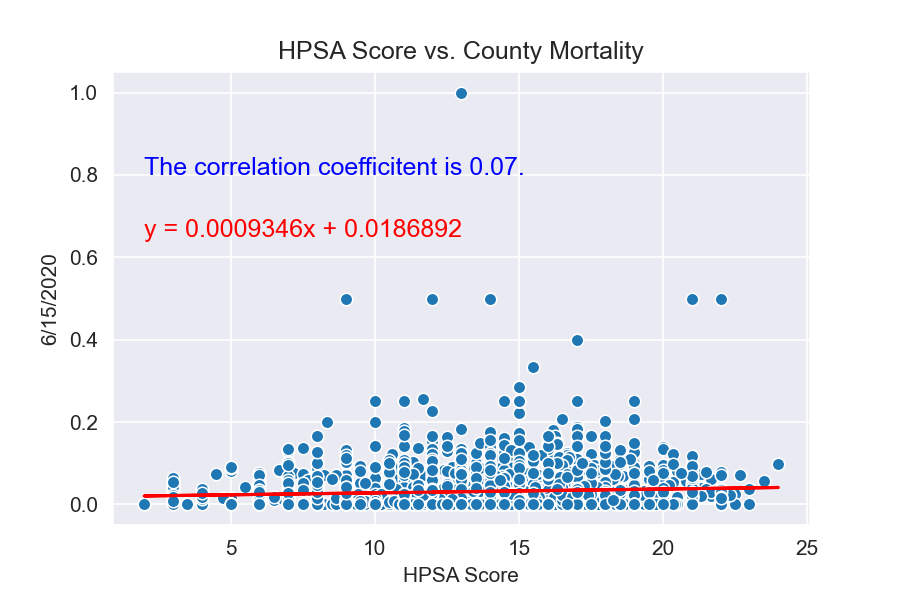 HPSA Score vs. County Mortality
1.0
The correlation coefficitent is 0.07.
0.8
y = 0.0009346x + 0.0186892
0.6
6/15/2020
0.4
0.2
0.0
5 10 15 20 25
HPSA Score